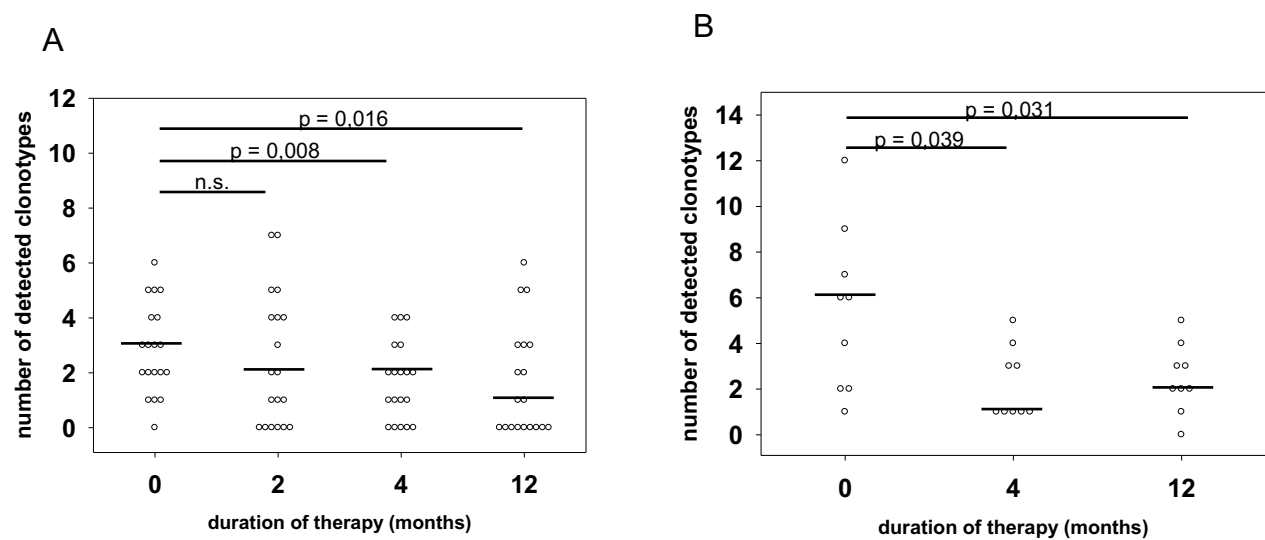 A
number of detected clonotypes
12
10
8
6
4
2
0
p = 0,016
p = 0,008
n.s.
0 2 4 12
duration of therapy (months)
B
number of detected clonotypes
14
12
10
8
6
4
2
0
p = 0,031
p = 0,039
0 4 12
duration of therapy (months)